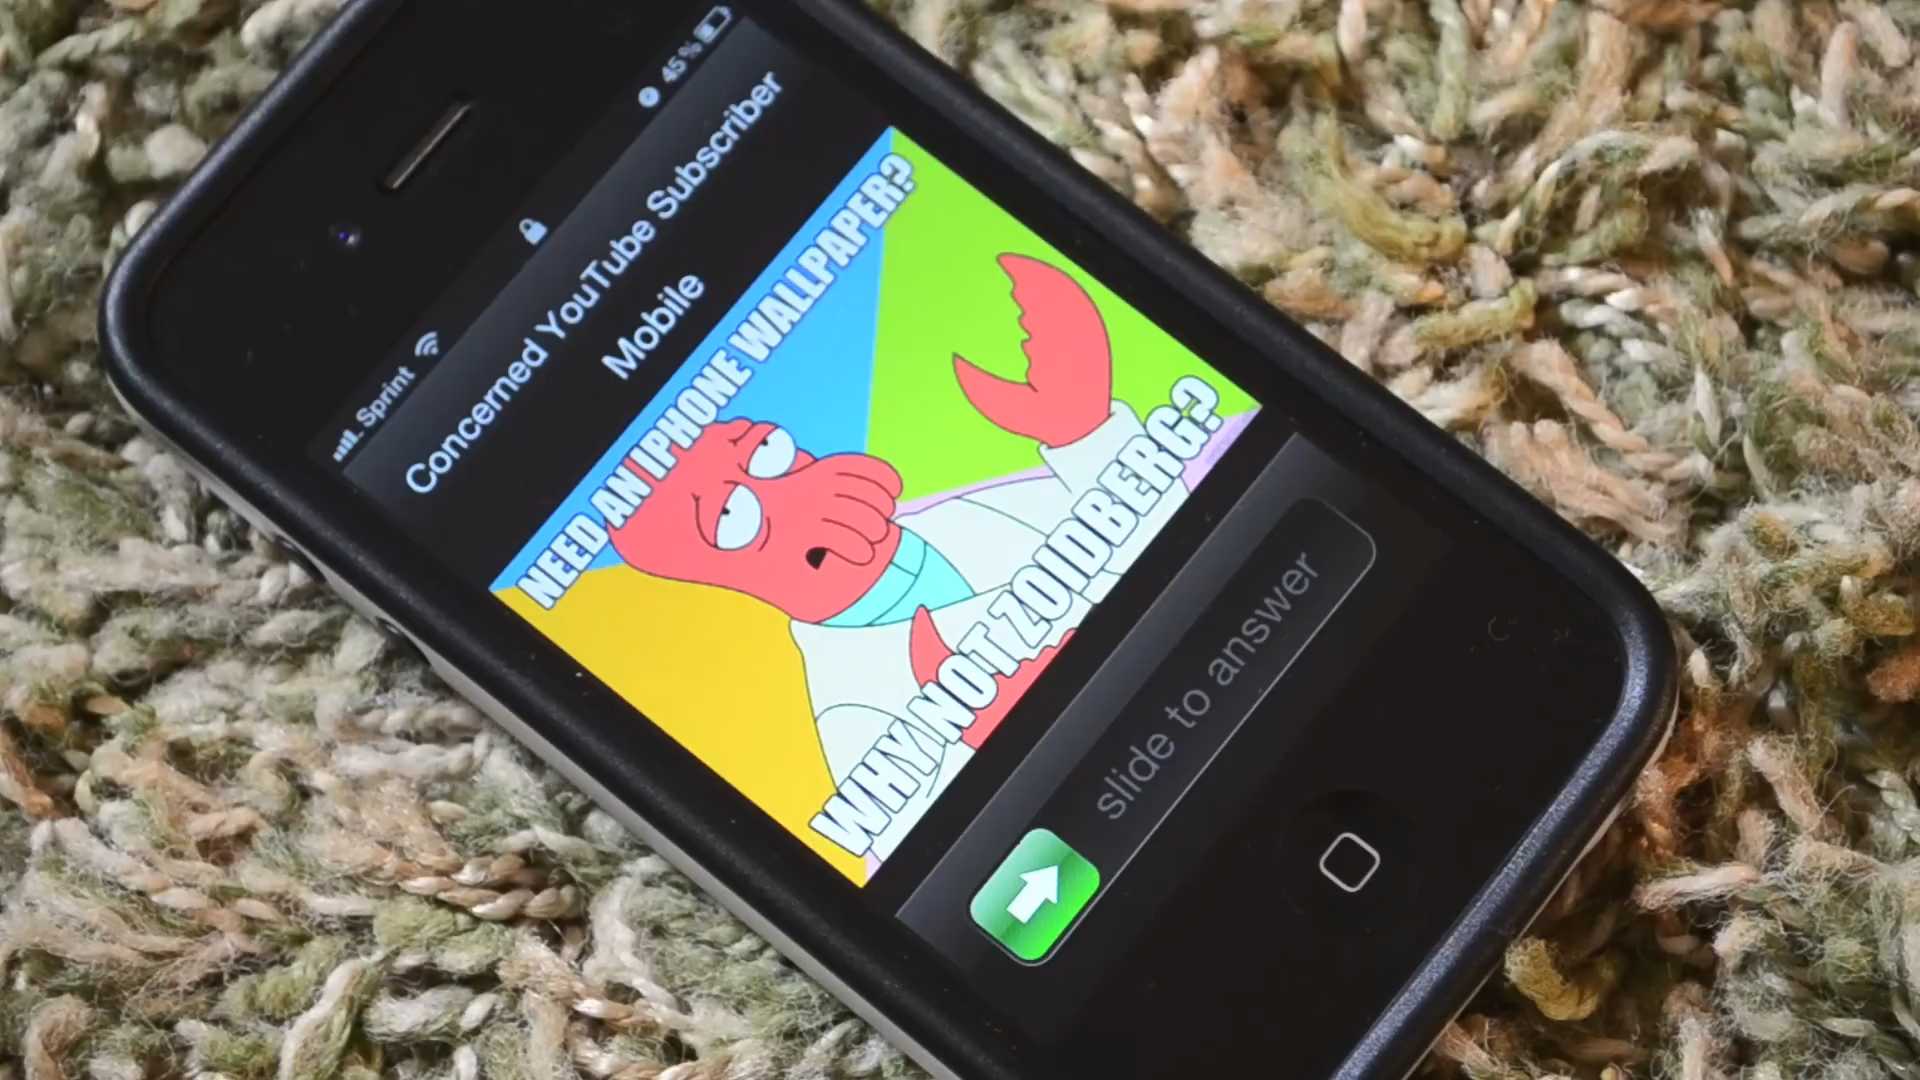 Sprint 45%
Concerned YouTube Subscriber
Mobile
NEED AN IPHONE WALLPAPER?
WHY NOT ZOIDBERG?
slide to answer